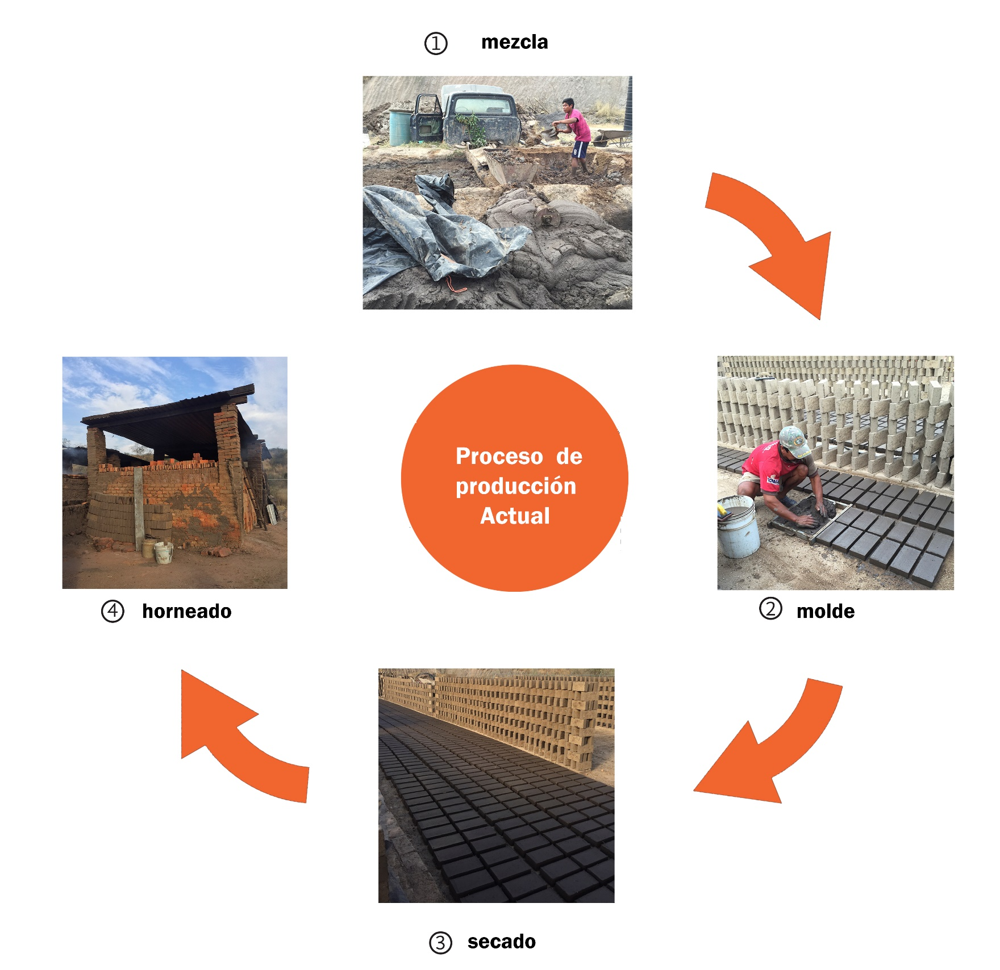 ① mezcla
Proceso de
producción
Actual
④ horneado
② molde
③ secado